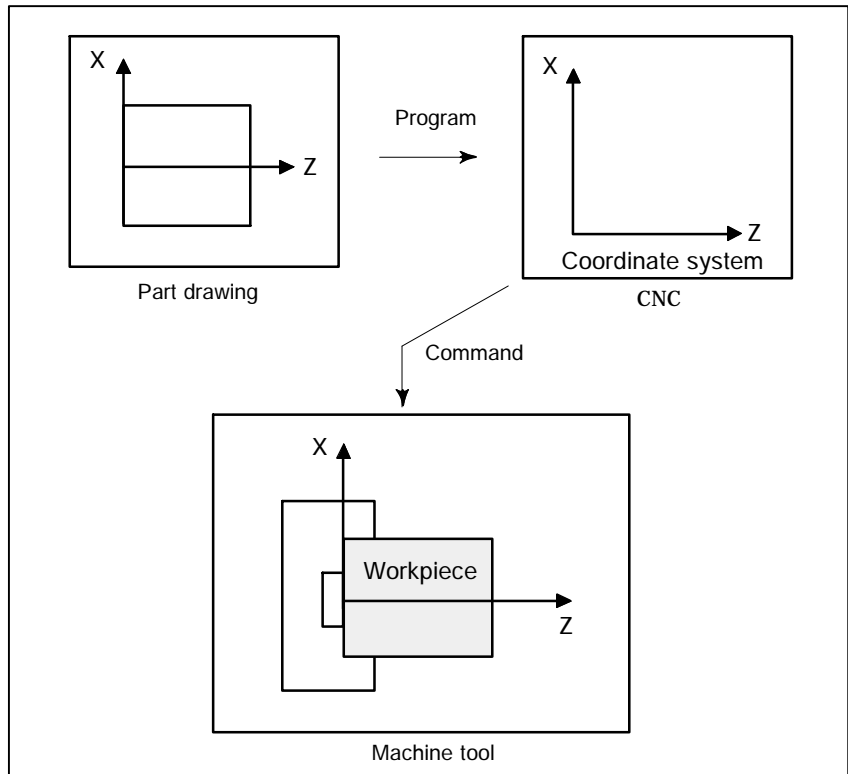 X
Z
Part drawing
Program
X
Z
Coordinate system
CNC
Command
X
Workpiece
Z
Machine tool